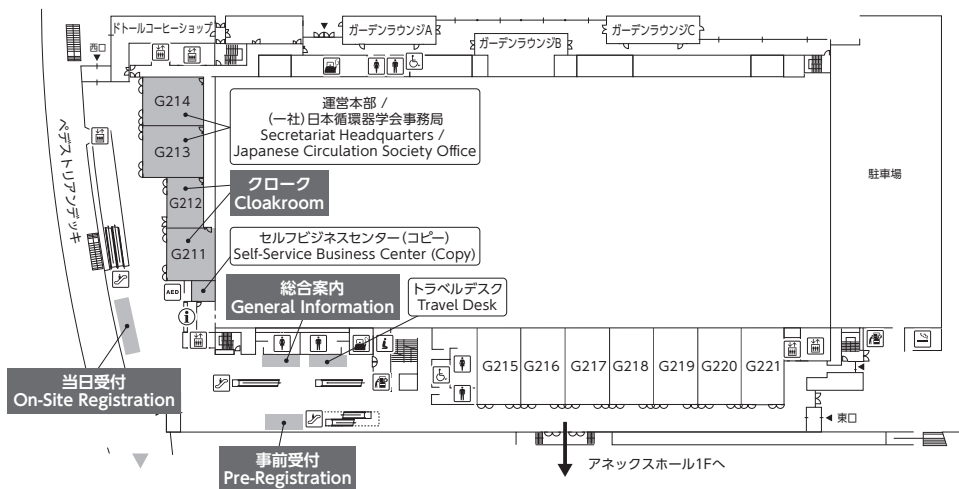 ドトールコーヒーショップ
ガーデンラウンジA
ガーデンラウンジB
ガーデンラウンジC
西口
G214
運営本部 /
(一社)日本循環器学会事務局
Secretariat Headquarters /
Japanese Circulation Society Office
G213
ペデストリアンデッキ
駐車場
クローク
Cloakroom
G212
G211
セルフビジネスセンター(コピー)
Self-Service Business Center (Copy)
AED
総合案内
General Information
トラベルデスク
Travel Desk
G215
G216
G217
G218
G219
G220
G221
当日受付
On-Site Registration
東口
事前受付
Pre-Registration
アネックスホール1Fへ